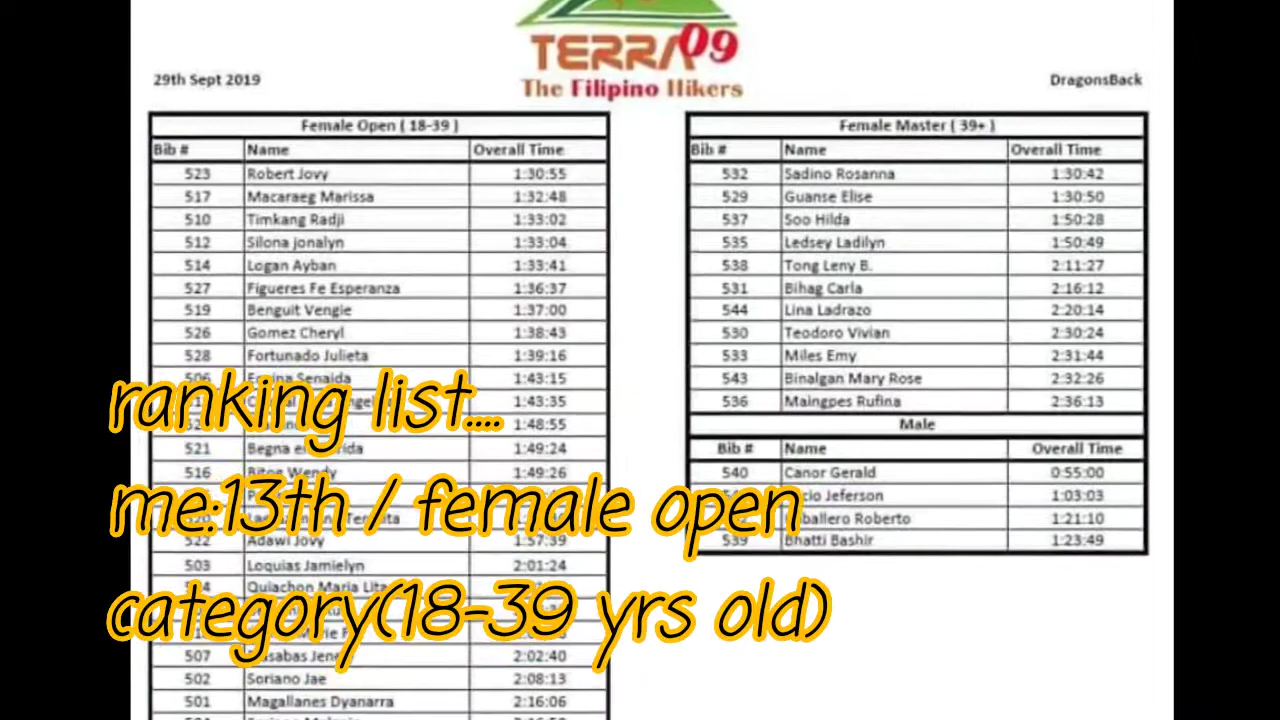 TERRA 09
The Filipino Hikers
29th Sept 2019
DragonsBack
Female Open ( 18-39 )
Bib # Name Overall Time
523 Robert Jovy 1:30:55
517 Macaraeg Marissa 1:32:48
510 Timkang Radji 1:33:02
512 Silona jonalyn 1:33:04
514 Logan Ayban 1:33:41
527 Figueres Fe Esperanza 1:36:37
519 Benguit Vengie 1:37:00
526 Gomez Cheryl 1:38:43
528 Fortunado Julieta 1:39:16
Senaida 1:43:15
1:43:35
1:48:55
521 Begna 1:49:24
516 Wendy 1:49:26
522 Adawi Jovy 1:57:39
503 Loquias Jamielyn 2:01:24
Quiachon Maria
507 2:02:40
502 Soriano Jae 2:08:13
501 Magallanes Dyanarra 2:16:06
Female Master ( 39+ )
Bib # Name Overall Time
532 Sadino Rosanna 1:30:42
529 Guanse Elise 1:30:50
537 Soo Hilda 1:50:28
535 Ledsey Ladilyn 1:50:49
538 Tong Leny B. 2:11:27
531 Bihag Carla 2:16:12
544 Lina Ladrazo 2:20:14
530 Teodoro Vivian 2:30:24
533 Miles Emy 2:31:44
543 Binalgan Mary Rose 2:32:26
536 Maingpes Rufina 2:36:13
Male
Bib # Name Overall Time
540 Canor Gerald 0:55:00
Jeferson 1:03:03
Roberto 1:21:10
539 Bhatti Bashir 1:23:49
ranking list....
me:13th / female open
category(18-39 yrs old)